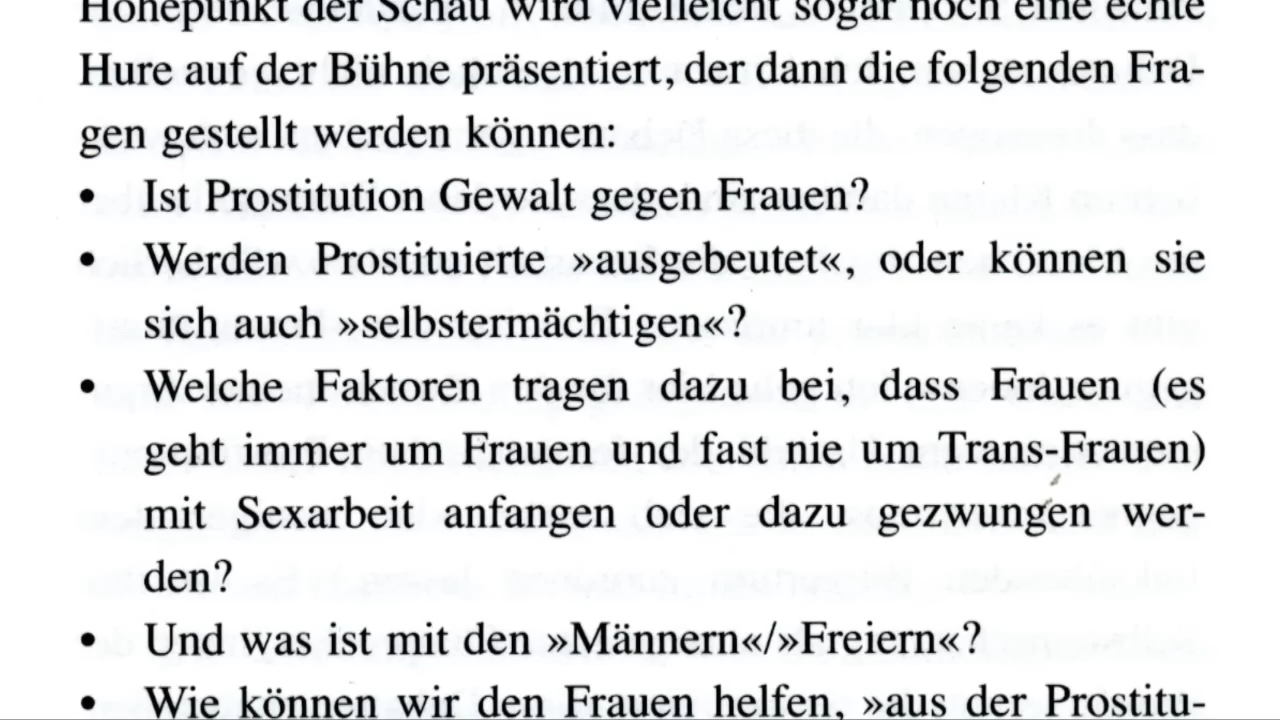 Höhepunkt der Schau wird vielleicht sogar noch eine echte
Hure auf der Bühne präsentiert, der dann die folgenden Fra-
gen gestellt werden können:
• Ist Prostitution Gewalt gegen Frauen?
• Werden Prostituierte »ausgebeutet«, oder können sie
sich auch »selbstermächtigen«?
• Welche Faktoren tragen dazu bei, dass Frauen (es
geht immer um Frauen und fast nie um Trans-Frauen)
mit Sexarbeit anfangen oder dazu gezwungen wer-
den?
• Und was ist mit den »Männern«/»Freiern«?
• Wie können wir den Frauen helfen, »aus der Prostitu-